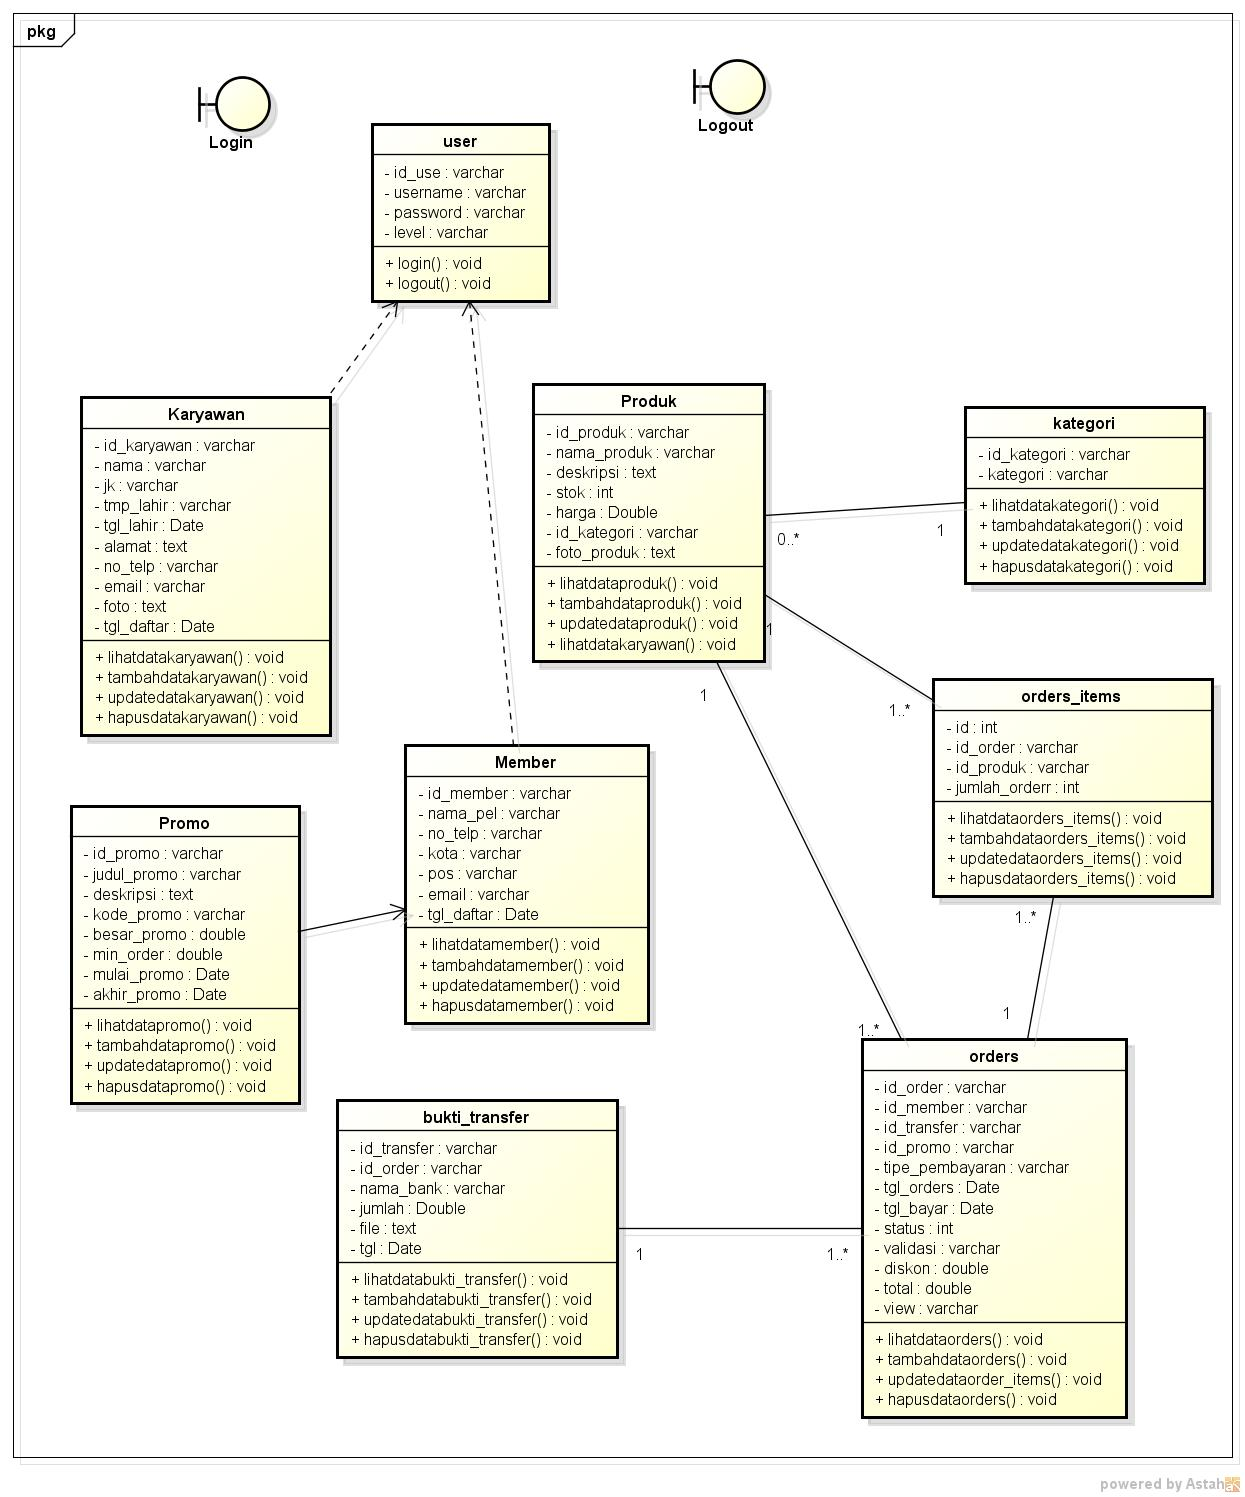 pkg
Login
Logout
user
- id_use : varchar
- username : varchar
- password : varchar
- level : varchar
+ login() : void
+ logout() : void
Karyawan
- id_karyawan : varchar
- nama : varchar
- jk : varchar
- tmp_lahir : varchar
- tgl_lahir : Date
- alamat : text
- no_telp : varchar
- email : varchar
- foto : text
- tgl_daftar : Date
+ lihatdatakaryawan() : void
+ tambahdatakaryawan() : void
+ updatedatakaryawan() : void
+ hapusdatakaryawan() : void
Produk
- id_produk : varchar
- nama_produk : varchar
- deskripsi : text
- stok : int
- harga : Double
- id_kategori : varchar
- foto_produk : text
+ lihatdataproduk() : void
+ tambahdataproduk() : void
+ updatedataproduk() : void
+ lihatdatakaryawan() : void
kategori
- id_kategori : varchar
- kategori : varchar
+ lihatdatakategori() : void
+ tambahdatakategori() : void
+ updatedatakategori() : void
+ hapusdatakategori() : void
0..*
1
1
1..*
1
1..*
orders_items
- id : int
- id_order : varchar
- id_produk : varchar
- jumlah_orderr : int
+ lihatdataorders_items() : void
+ tambahdataorders_items() : void
+ updatedataorders_items() : void
+ hapusdataorders_items() : void
1..*
1
Member
- id_member : varchar
- nama_pel : varchar
- no_telp : varchar
- kota : varchar
- pos : varchar
- email : varchar
- tgl_daftar : Date
+ lihatdatamember() : void
+ tambahdatamember() : void
+ updatedatamember() : void
+ hapusdatamember() : void
Promo
- id_promo : varchar
- judul_promo : varchar
- deskripsi : text
- kode_promo : varchar
- besar_promo : double
- min_order : double
- mulai_promo : Date
- akhir_promo : Date
+ lihatdatapromo() : void
+ tambahdatapromo() : void
+ updatedatapromo() : void
+ hapusdatapromo() : void
bukti_transfer
- id_transfer : varchar
- id_order : varchar
- nama_bank : varchar
- jumlah : Double
- file : text
- tgl : Date
+ lihatdatabukti_transfer() : void
+ tambahdatabukti_transfer() : void
+ updatedatabukti_transfer() : void
+ hapusdatabukti_transfer() : void
1
1..*
orders
- id_order : varchar
- id_member : varchar
- id_transfer : varchar
- id_promo : varchar
- tipe_pembayaran : varchar
- tgl_orders : Date
- tgl_bayar : Date
- status : int
- validasi : varchar
- diskon : double
- total : double
- view : varchar
+ lihatdataorders() : void
+ tambahdataorders() : void
+ updatedataorder_items() : void
+ hapusdataorders() : void
powered by Astah